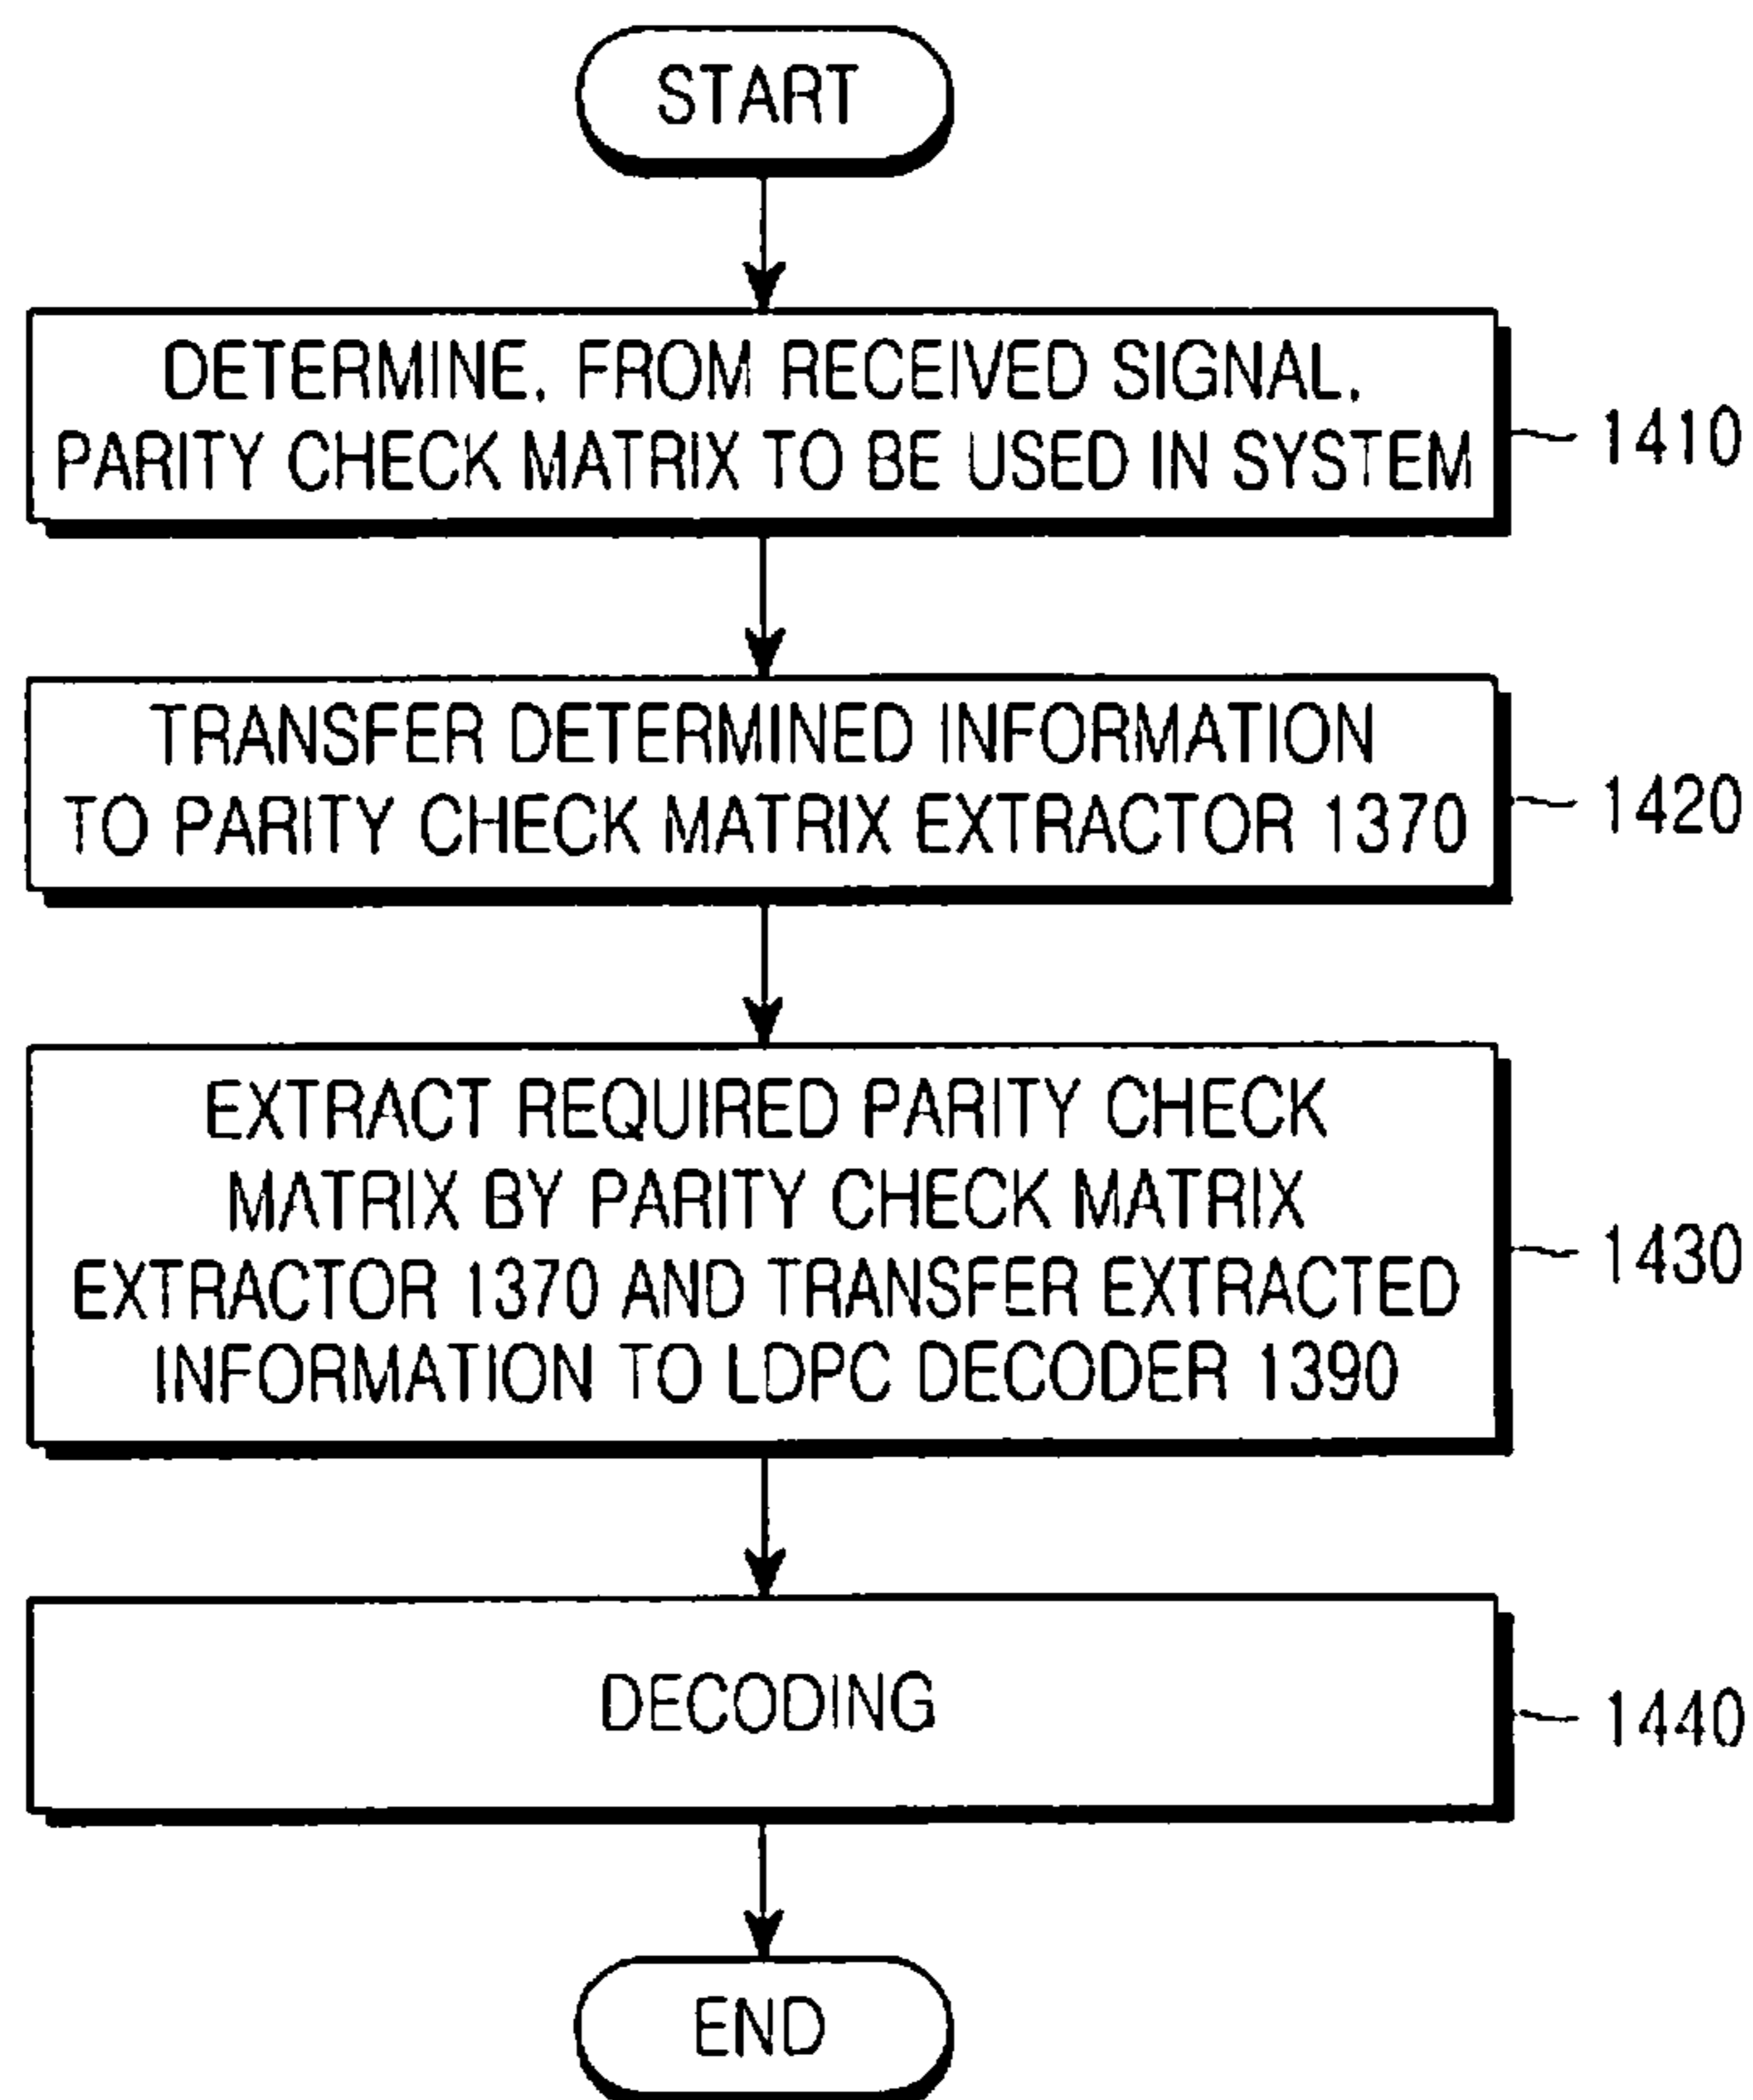 START
DETERMINE, FROM RECEIVED SIGNAL,
PARITY CHECK MATRIX TO BE USED IN SYSTEM
1410
TRANSFER DETERMINED INFORMATION
TO PARITY CHECK MATRIX EXTRACTOR 1370
1420
EXTRACT REQUIRED PARITY CHECK
MATRIX BY PARITY CHECK MATRIX
EXTRACTOR 1370 AND TRANSFER EXTRACTED
INFORMATION TO LDPC DECODER 1390
1430
DECODING
1440
END